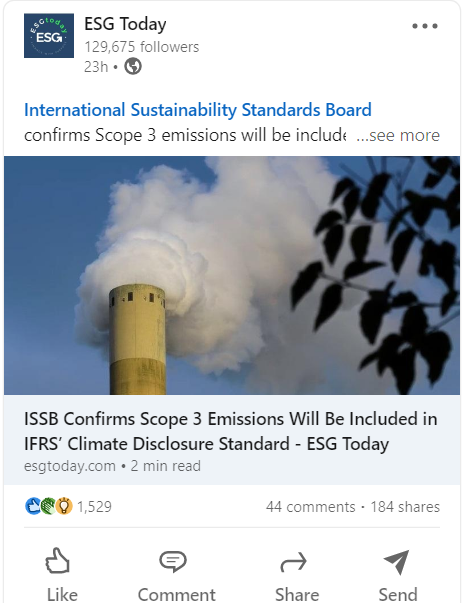 ESGtoday
ESG
ESG Today
129,675 followers
23h •
International Sustainability Standards Board
confirms Scope 3 emissions will be include ...see more
ISSB Confirms Scope 3 Emissions Will Be Included in
IFRS’ Climate Disclosure Standard - ESG Today
esgtoday.com • 2 min read
1,529
44 comments • 184 shares
Like
Comment
Share
Send